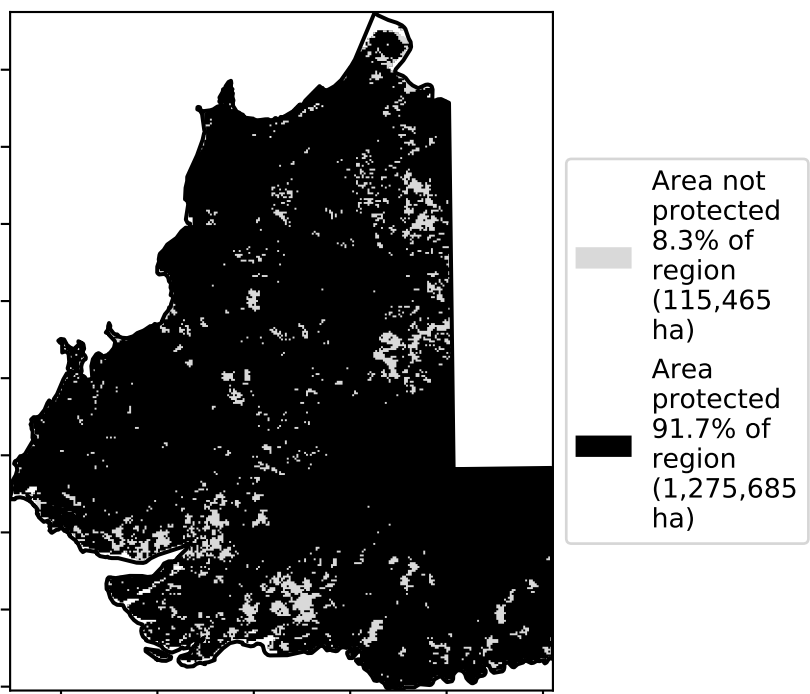 Area not
protected
8.3% of
region
(115,465
ha)
Area
protected
91.7% of
region
(1,275,685
ha)